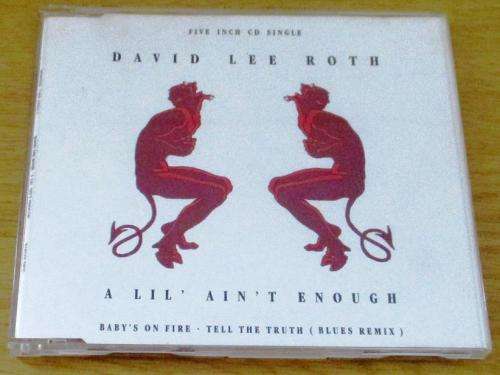 FIVE INCH CD SINGLE
DAVID LEE ROTH
A LIL' AIN'T ENOUGH
BABY'S ON FIRE · TELL THE TRUTH (BLUES REMIX)